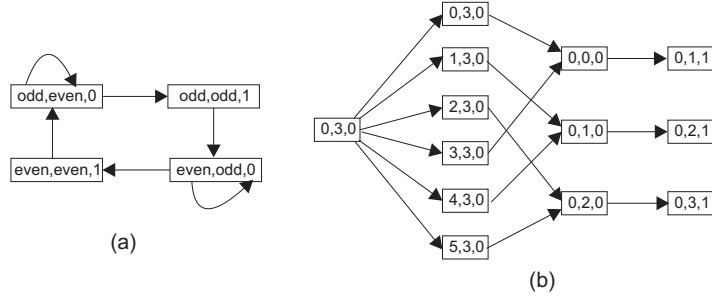 odd,even,0
odd,odd,1
even,even,1
even,odd,0
(a)
0,3,0
0,3,0
1,3,0
2,3,0
3,3,0
4,3,0
5,3,0
0,0,0
0,1,0
0,2,0
0,1,1
0,2,1
0,3,1
(b)